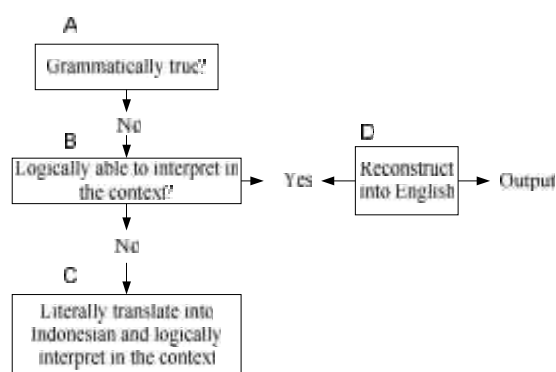 A
Grammatically true?
No
B
Logically able to interpret in
the context?
Yes
D
Reconstruct
into English
Output
No
C
Literally translate into
Indonesian and logically
interpret in the context